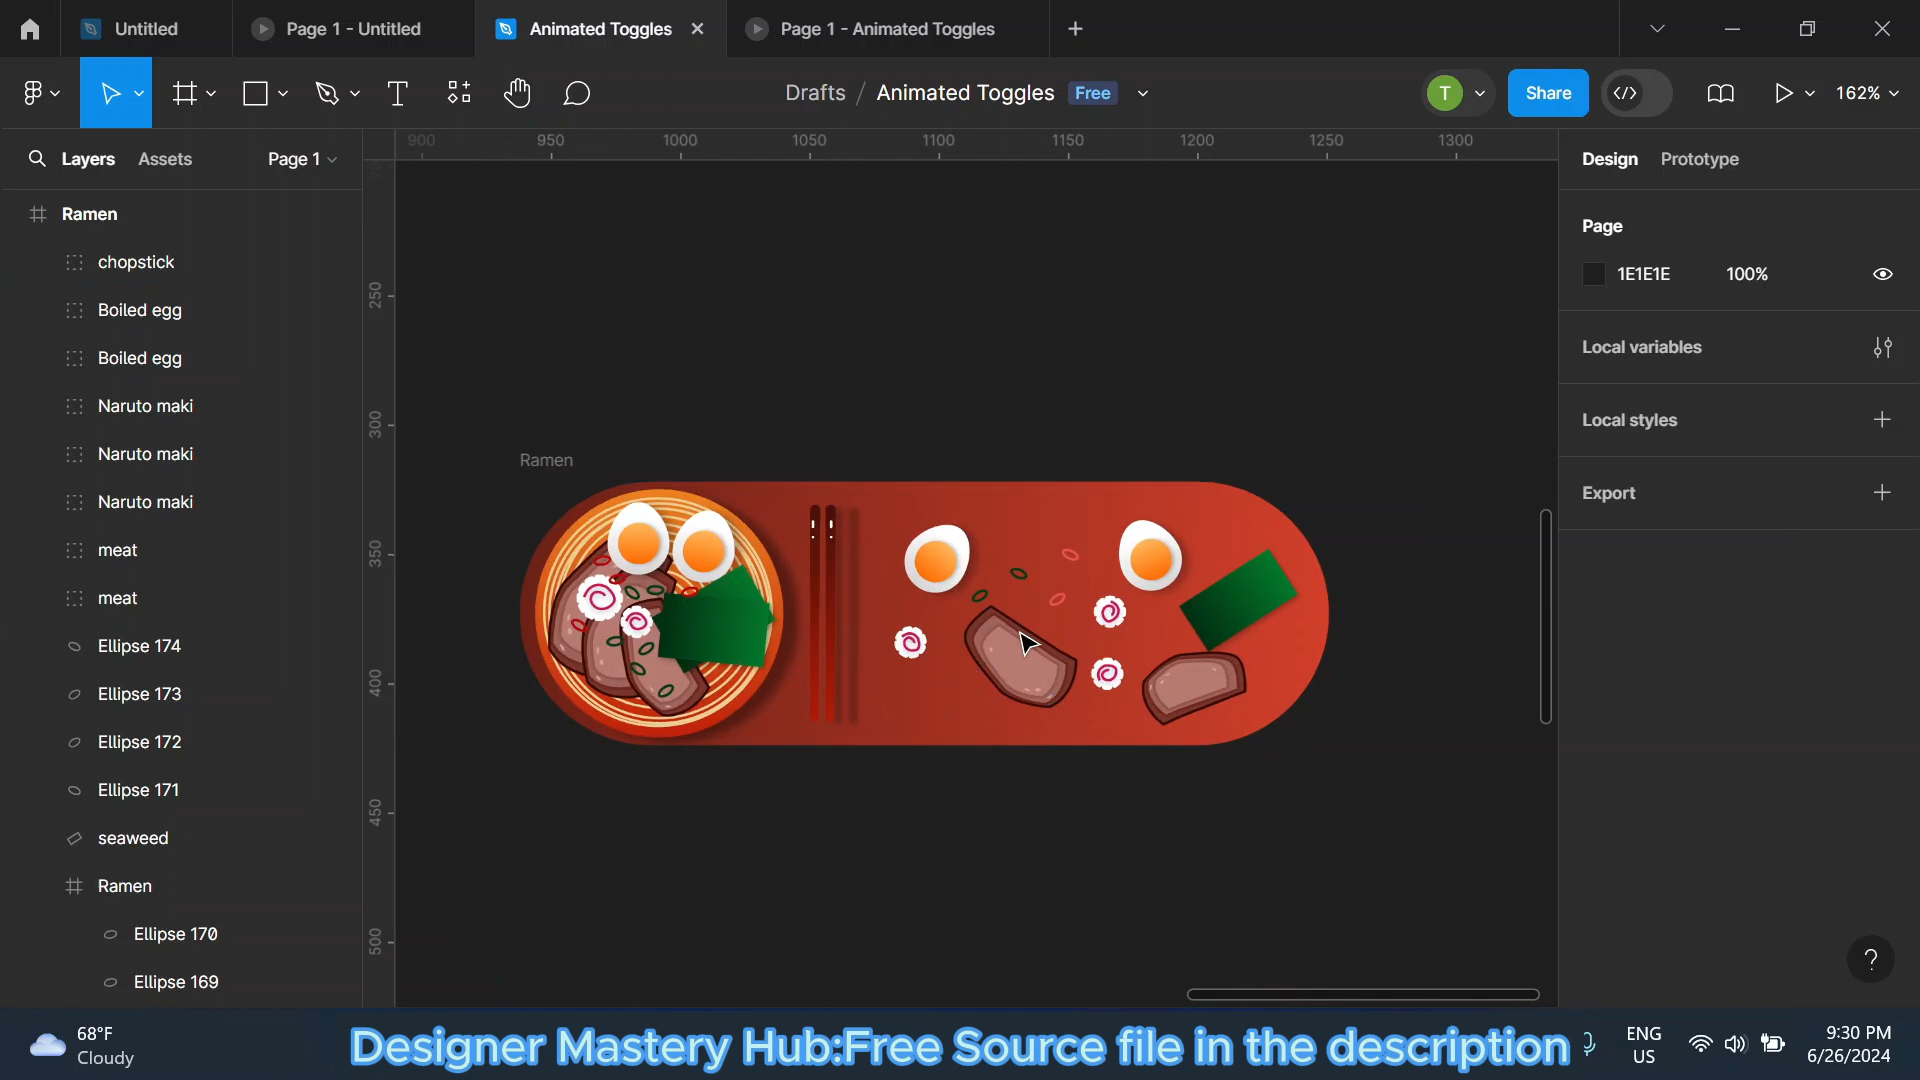 Untitled
Page 1 - Untitled
Animated Toggles
Page 1 - Animated Toggles
Drafts / Animated Toggles Free
T
Share
162%
Layers Assets Page 1
Ramen
chopstick
Boiled egg
Boiled egg
Naruto maki
Naruto maki
Naruto maki
meat
meat
Ellipse 174
Ellipse 173
Ellipse 172
Ellipse 171
seaweed
Ramen
Ellipse 170
Ellipse 169
900 950 1000 1050 1100 1150 1200 1250 1300
250
300
350
400
450
500
Ramen
Design Prototype
Page
1E1E1E 100%
Local variables
Local styles
Export
?
68°F
Cloudy
Designer Mastery Hub:Free Source file in the description
ENG
US
9:30 PM
6/26/2024